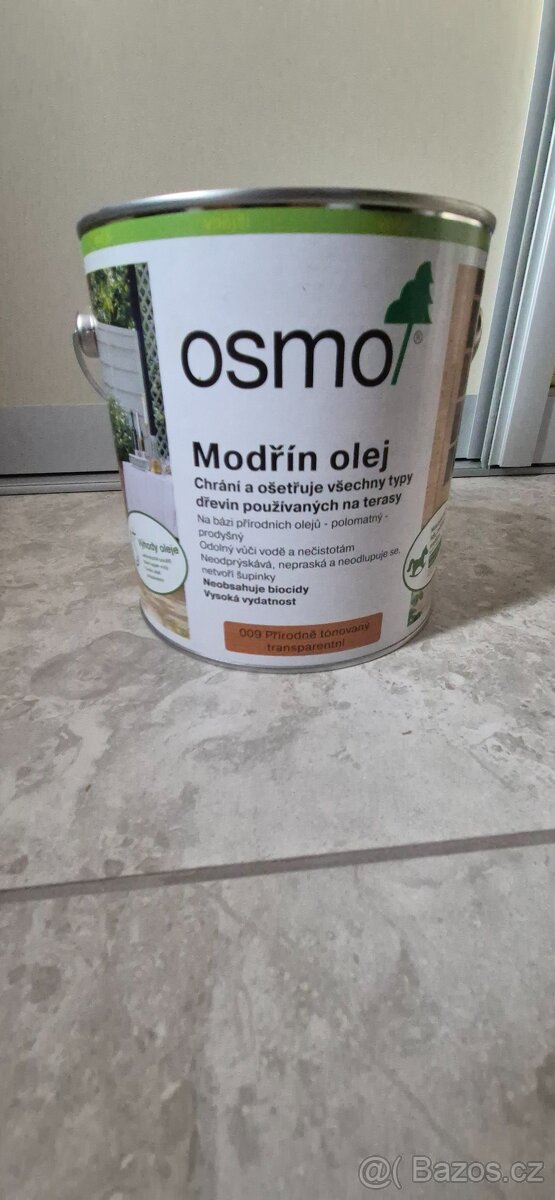 osmo
®
Modřín olej
Chrání a ošetřuje všechny typy
dřevin používaných na terasy
Na bázi přírodních olejů - polomatný -
prodyšný
Odolný vůči vodě a nečistotám
Neodprýskává, nepraská a neodlupuje se,
netvoří šupinky
Neobsahuje biocidy
Vysoká vydatnost
009 Přírodně tónovaný
transparentní
výhody oleje
@ Bazos.cz